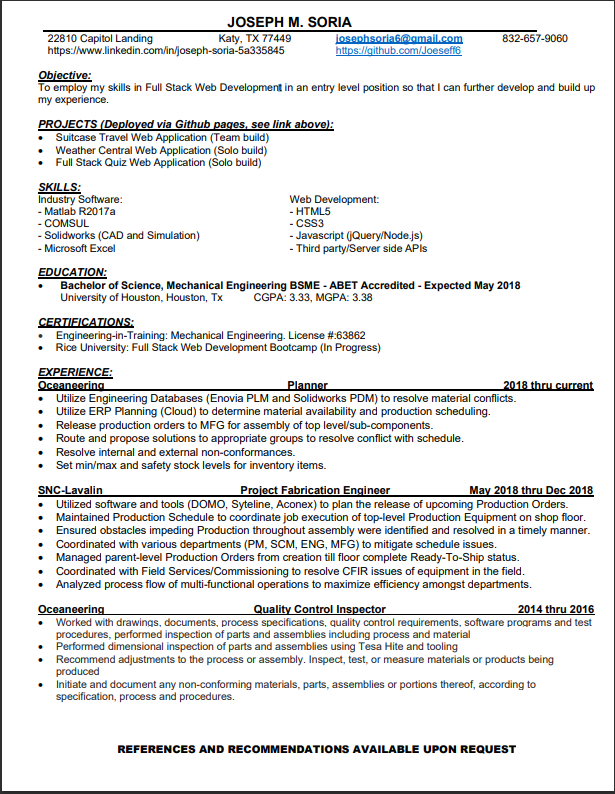 JOSEPH M. SORIA
22810 Capitol Landing Katy, TX 77449 josephsoria6@gmail.com 832-657-9060
https://www.linkedin.com/in/joseph-soria-5a335845 https://github.com/Joeseff6
Objective:
To employ my skills in Full Stack Web Development in an entry level position so that I can further develop and build up
my experience.
PROJECTS (Deployed via Github pages, see link above):
• Suitcase Travel Web Application (Team build)
• Weather Central Web Application (Solo build)
• Full Stack Quiz Web Application (Solo build)
SKILLS:
Industry Software: Web Development:
- Matlab R2017a - HTML5
- COMSUL - CSS3
- Solidworks (CAD and Simulation) - Javascript (jQuery/Node.js)
- Microsoft Excel - Third party/Server side APIs
EDUCATION:
• Bachelor of Science, Mechanical Engineering BSME - ABET Accredited - Expected May 2018
University of Houston, Houston, Tx CGPA: 3.33, MGPA: 3.38
CERTIFICATIONS:
• Engineering-in-Training: Mechanical Engineering. License #:63862
• Rice University: Full Stack Web Development Bootcamp (In Progress)
EXPERIENCE:
Oceaneering Planner 2018 thru current
• Utilize Engineering Databases (Enovia PLM and Solidworks PDM) to resolve material conflicts.
• Utilize ERP Planning (Cloud) to determine material availability and production scheduling.
• Release production orders to MFG for assembly of top level/sub-components.
• Route and propose solutions to appropriate groups to resolve conflict with schedule.
• Resolve internal and external non-conformances.
• Set min/max and safety stock levels for inventory items.
SNC-Lavalin Project Fabrication Engineer May 2018 thru Dec 2018
• Utilized software and tools (DOMO, Syteline, Aconex) to plan the release of upcoming Production Orders.
• Maintained Production Schedule to coordinate job execution of top-level Production Equipment on shop floor.
• Ensured obstacles impeding Production throughout assembly were identified and resolved in a timely manner.
• Coordinated with various departments (PM, SCM, ENG, MFG) to mitigate schedule issues.
• Managed parent-level Production Orders from creation till floor complete Ready-To-Ship status.
• Coordinated with Field Services/Commissioning to resolve CFIR issues of equipment in the field.
• Analyzed process flow of multi-functional operations to maximize efficiency amongst departments.
Oceaneering Quality Control Inspector 2014 thru 2016
• Worked with drawings, documents, process specifications, quality control requirements, software programs and test
procedures, performed inspection of parts and assemblies including process and material
• Performed dimensional inspection of parts and assemblies using Tesa Hite and tooling
• Recommend adjustments to the process or assembly. Inspect, test, or measure materials or products being
produced
• Initiate and document any non-conforming materials, parts, assemblies or portions thereof, according to
specification, process and procedures.
REFERENCES AND RECOMMENDATIONS AVAILABLE UPON REQUEST